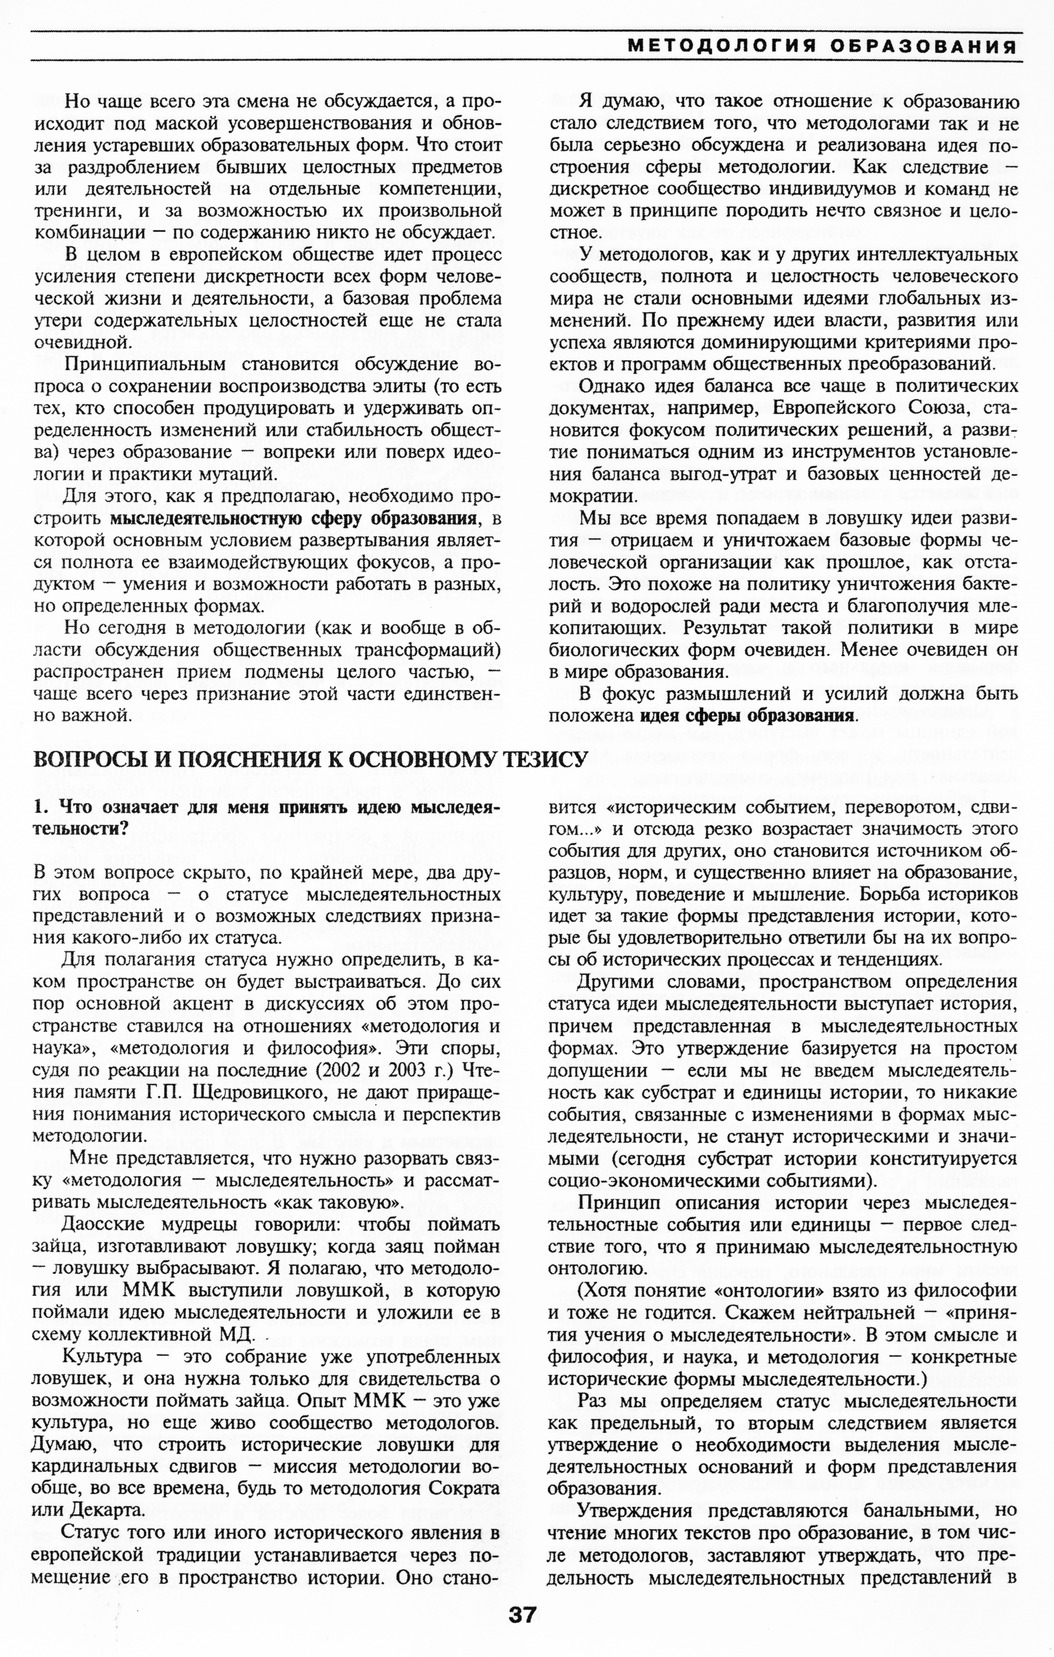 МЕТОДОЛОГИЯ ОБРАЗОВАНИЯ
Но чаще всего эта смена не обсуждается, а про-
исходит под маской усовершенствования и обнов-
ления устаревших образовательных форм. Что стоит
за раздроблением бывших целостных предметов
или деятельностей на отдельные компетенции,
тренинги, и за возможностью их произвольной
комбинации — по содержанию никто не обсуждает.
В целом в европейском обществе идет процесс
усиления степени дискретности всех форм челове-
ческой жизни и деятельности, а базовая проблема
утери содержательных целостностей еще не стала
очевидной.
Принципиальным становится обсуждение во-
проса о сохранении воспроизводства элиты (то есть
тех, кто способен продуцировать и удерживать оп-
ределенность изменений или стабильность общест-
ва) через образование — вопреки или поверх идео-
логии и практики мутаций.
Для этого, как я предполагаю, необходимо про-
строить мыследеятельностную сферу образования, в
которой основным условием развертывания являет-
ся полнота ее взаимодействующих фокусов, а про-
дуктом — умения и возможности работать в разных,
но определенных формах.
Но сегодня в методологии (как и вообще в об-
ласти обсуждения общественных трансформаций)
распространен прием подмены целого частью, —
чаще всего через признание этой части единствен-
но важной.
Я думаю, что такое отношение к образованию
стало следствием того, что методологами так и не
была серьезно обсуждена и реализована идея по-
строения сферы методологии. Как следствие —
дискретное сообщество индивидуумов и команд не
может в принципе породить нечто связное и цело-
стное.
У методологов, как и у других интеллектуальных
сообществ, полнота и целостность человеческого
мира не стали основными идеями глобальных из-
менений. По прежнему идеи власти, развития или
успеха являются доминирующими критериями про-
ектов и программ общественных преобразований.
Однако идея баланса все чаще в политических
документах, например, Европейского Союза, ста-
новится фокусом политических решений, а разви-
тие пониматься одним из инструментов установле-
ния баланса выгод-утрат и базовых ценностей де-
мократии.
Мы все время попадаем в ловушку идеи разви-
тия — отрицаем и уничтожаем базовые формы че-
ловеческой организации как прошлое, как отста-
лость. Это похоже на политику уничтожения бакте-
рий и водорослей ради места и благополучия мле-
копитающих. Результат такой политики в мире
биологических форм очевиден. Менее очевиден он
в мире образования.
В фокус размышлений и усилий должна быть
положена идея сферы образования.
ВОПРОСЫ И ПОЯСНЕНИЯ К ОСНОВНОМУ ТЕЗИСУ
1. Что означает для меня принять идею мыследея-
тельности?
В этом вопросе скрыто, по крайней мере, два дру-
гих вопроса — о статусе мыследеятельностных
представлений и о возможных следствиях призна-
ния какого-либо их статуса.
Для полагания статуса нужно определить, в ка-
ком пространстве он будет выстраиваться. До сих
пор основной акцент в дискуссиях об этом про-
странстве ставился на отношениях «методология и
наука», «методология и философия». Эти споры,
судя по реакции на последние (2002 и 2003 г.) Чте-
ния памяти Г.П. Щедровицкого, не дают прираще-
ния понимания исторического смысла и перспектив
методологии.
Мне представляется, что нужно разорвать связ-
ку «методология — мыследеятельность» и рассмат-
ривать мыследеятельность «как таковую».
Даосские мудрецы говорили: чтобы поймать
зайца, изготавливают ловушку; когда заяц пойман
— ловушку выбрасывают. Я полагаю, что методоло-
гия или ММК выступили ловушкой, в которую
поймали идею мыследеятельности и уложили ее в
схему коллективной МД.
Культура — это собрание уже употребленных
ловушек, и она нужна только для свидетельства о
возможности поймать зайца. Опыт ММК — это уже
культура, но еще живо сообщество методологов.
Думаю, что строить исторические ловушки для
кардинальных сдвигов — миссия методологии во-
обще, во все времена, будь то методология Сократа
или Декарта.
Статус того или иного исторического явления в
европейской традиции устанавливается через по-
мещение его в пространство истории. Оно стано-
вится «историческим событием, переворотом, сдви-
гом...» и отсюда резко возрастает значимость этого
события для других, оно становится источником об-
разцов, норм, и существенно влияет на образование,
культуру, поведение и мышление. Борьба историков
идет за такие формы представления истории, кото-
рые бы удовлетворительно ответили бы на их вопро-
сы об исторических процессах и тенденциях.
Другими словами, пространством определения
статуса идеи мыследеятельности выступает история,
причем представленная в мыследеятельностных
формах. Это утверждение базируется на простом
допущении — если мы не введем мыследеятель-
ность как субстрат и единицы истории, то никакие
события, связанные с изменениями в формах мыс-
ледеятельности, не станут историческими и значи-
мыми (сегодня субстрат истории конституируется
социо-экономическими событиями).
Принцип описания истории через мыследея-
тельностные события или единицы — первое след-
ствие того, что я принимаю мыследеятельностную
онтологию.
(Хотя понятие «онтологии» взято из философии
и тоже не годится. Скажем нейтральней — «приня-
тия учения о мыследеятельности». В этом смысле и
философия, и наука, и методология — конкретные
исторические формы мыследеятельности.)
Раз мы определяем статус мыследеятельности
как предельный, то вторым следствием является
утверждение о необходимости выделения мысле-
деятельностных оснований и форм представления
образования.
Утверждения представляются банальными, но
чтение многих текстов про образование, в том чис-
ле методологов, заставляют утверждать, что пре-
дельность мыследеятельностных представлений в
37